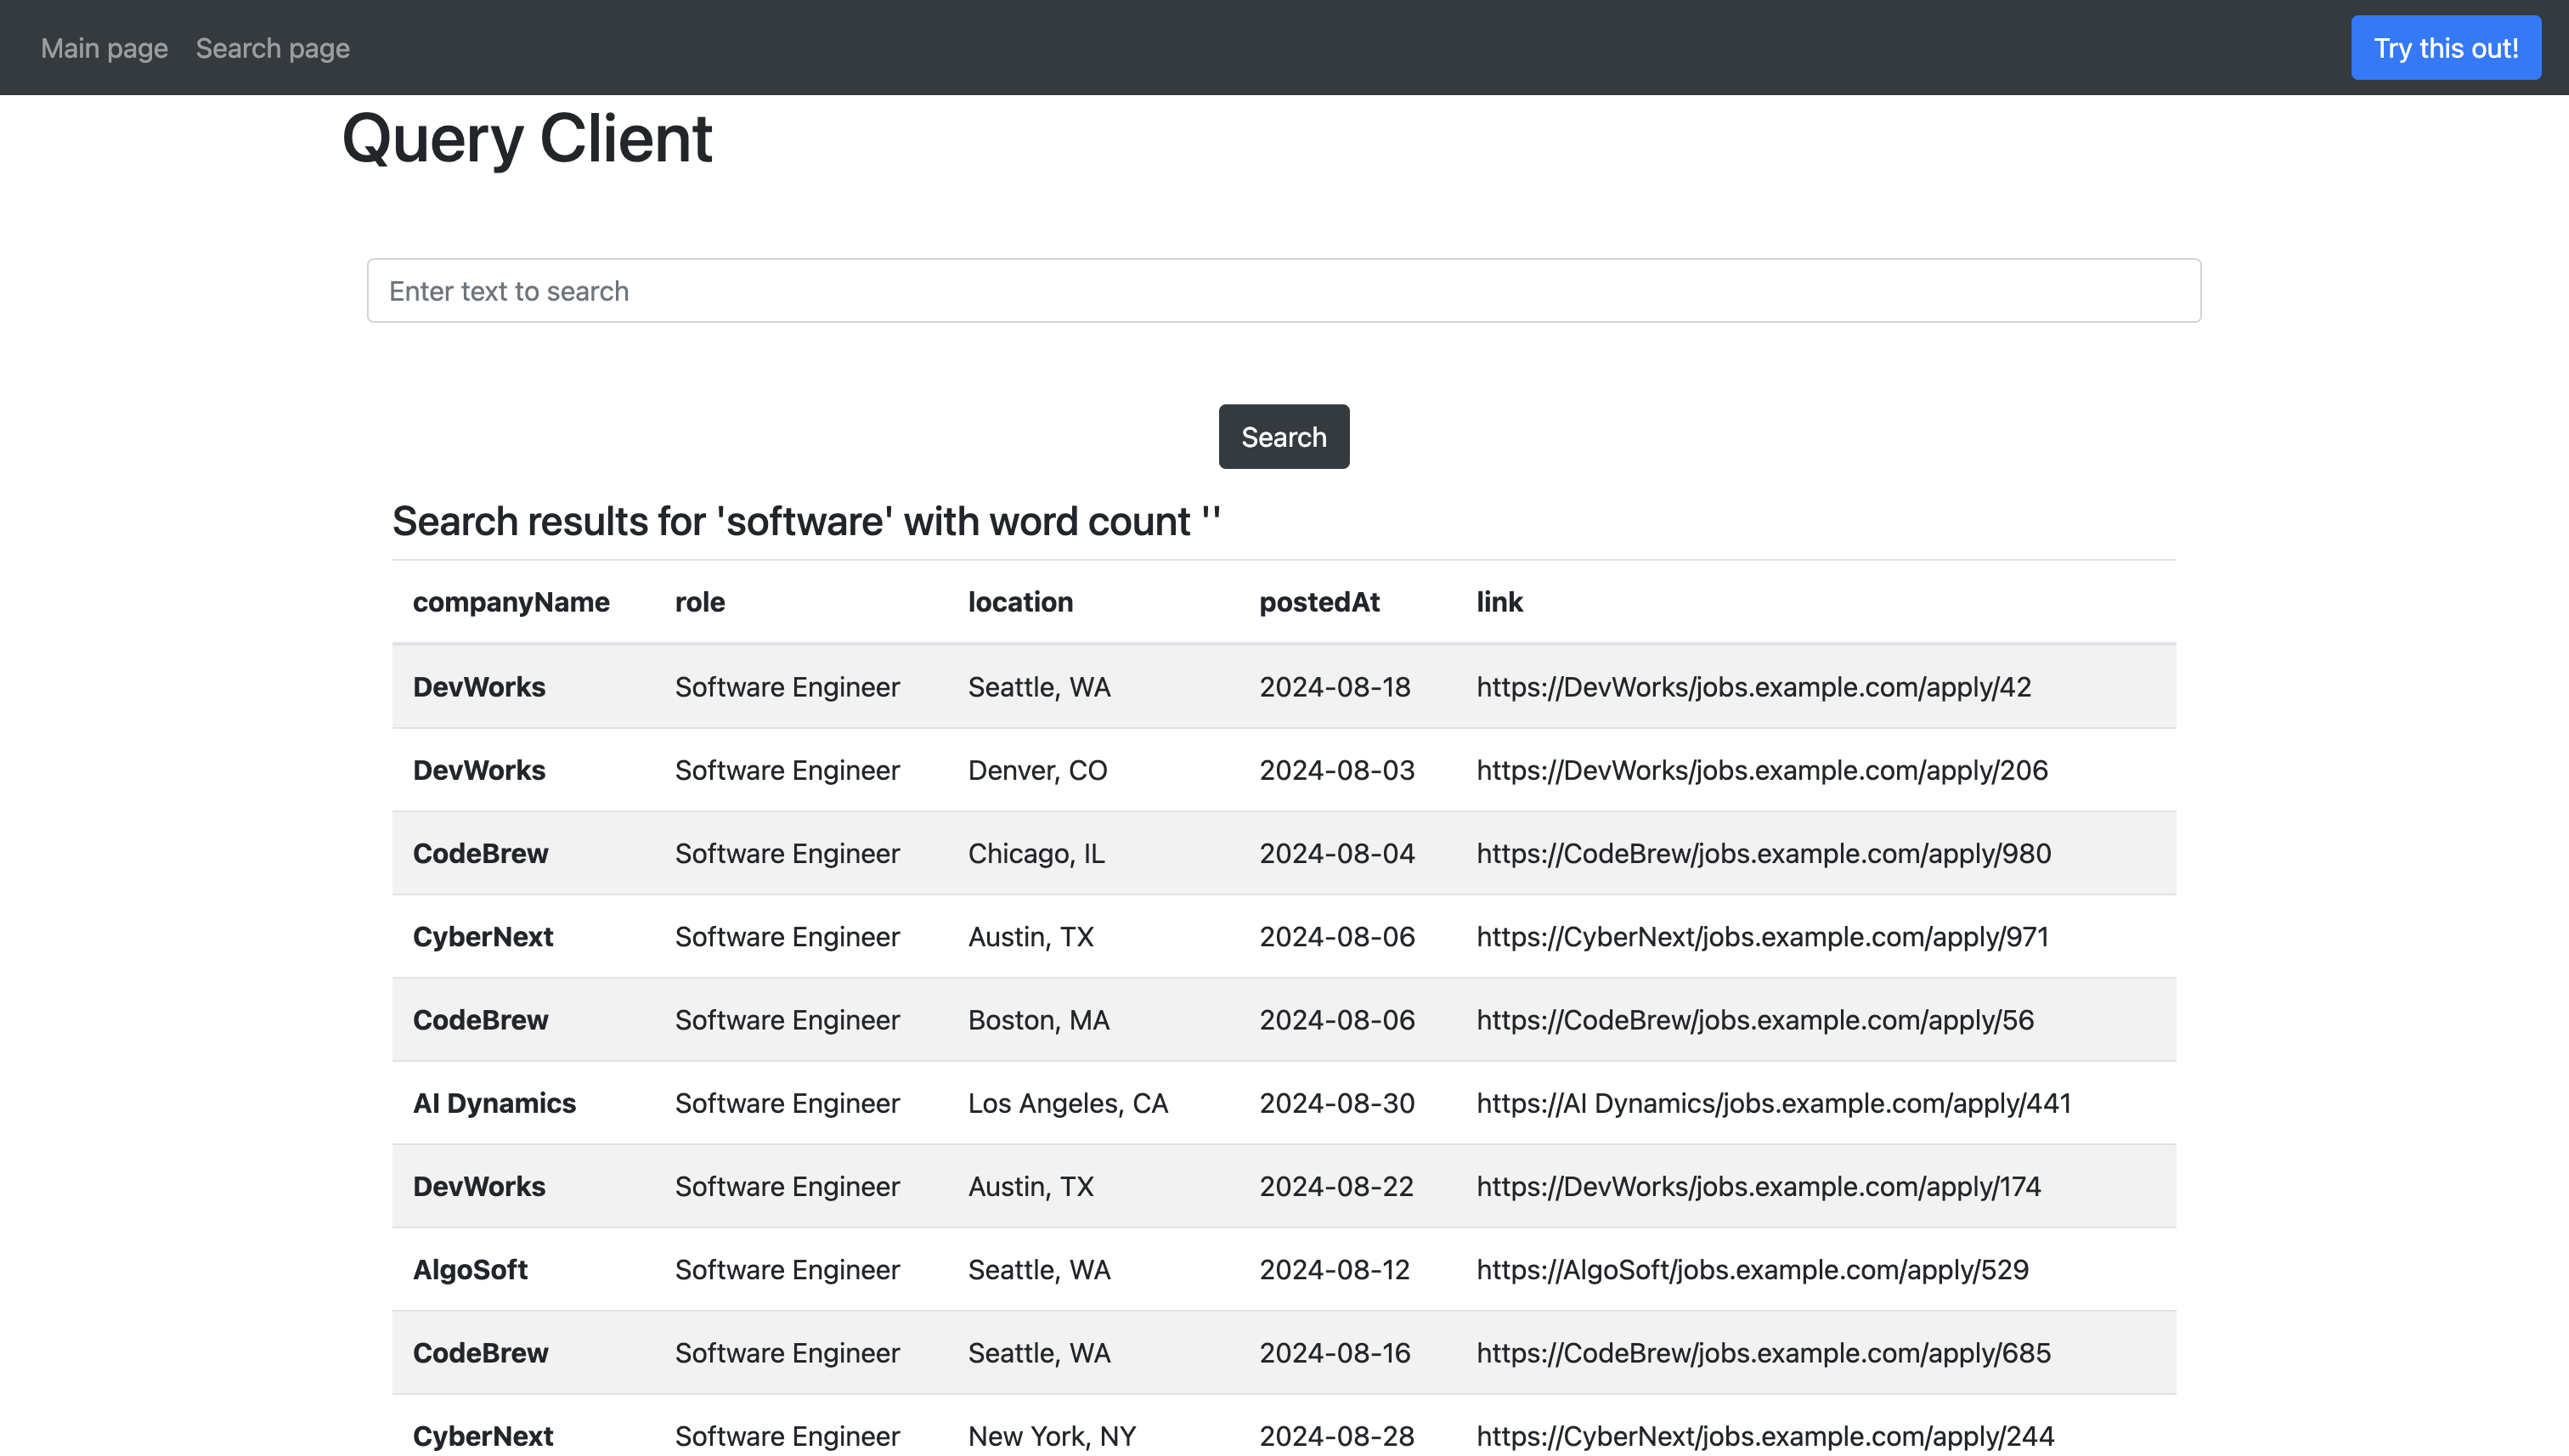 Main page Search page Try this out!
Query Client
Enter text to search
Search
Search results for 'software' with word count ''
companyName role location postedAt link
DevWorks Software Engineer Seattle, WA 2024-08-18 https://DevWorks/jobs.example.com/apply/42
DevWorks Software Engineer Denver, CO 2024-08-03 https://DevWorks/jobs.example.com/apply/206
CodeBrew Software Engineer Chicago, IL 2024-08-04 https://CodeBrew/jobs.example.com/apply/980
CyberNext Software Engineer Austin, TX 2024-08-06 https://CyberNext/jobs.example.com/apply/971
CodeBrew Software Engineer Boston, MA 2024-08-06 https://CodeBrew/jobs.example.com/apply/56
AI Dynamics Software Engineer Los Angeles, CA 2024-08-30 https://AI Dynamics/jobs.example.com/apply/441
DevWorks Software Engineer Austin, TX 2024-08-22 https://DevWorks/jobs.example.com/apply/174
AlgoSoft Software Engineer Seattle, WA 2024-08-12 https://AlgoSoft/jobs.example.com/apply/529
CodeBrew Software Engineer Seattle, WA 2024-08-16 https://CodeBrew/jobs.example.com/apply/685
CyberNext Software Engineer New York, NY 2024-08-28 https://CyberNext/jobs.example.com/apply/244